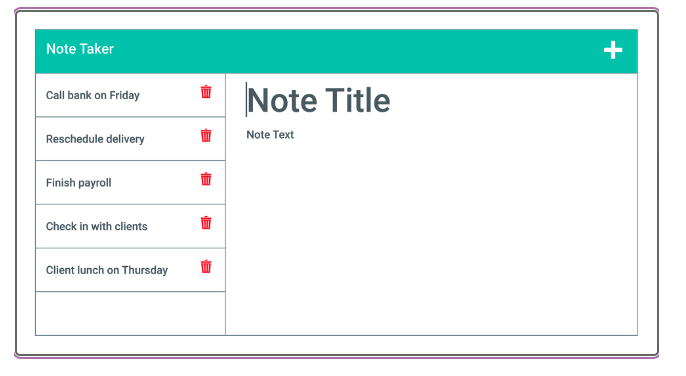 Note Taker
Call bank on Friday
Reschedule delivery
Finish payroll
Check in with clients
Client lunch on Thursday
Note Title
Note Text